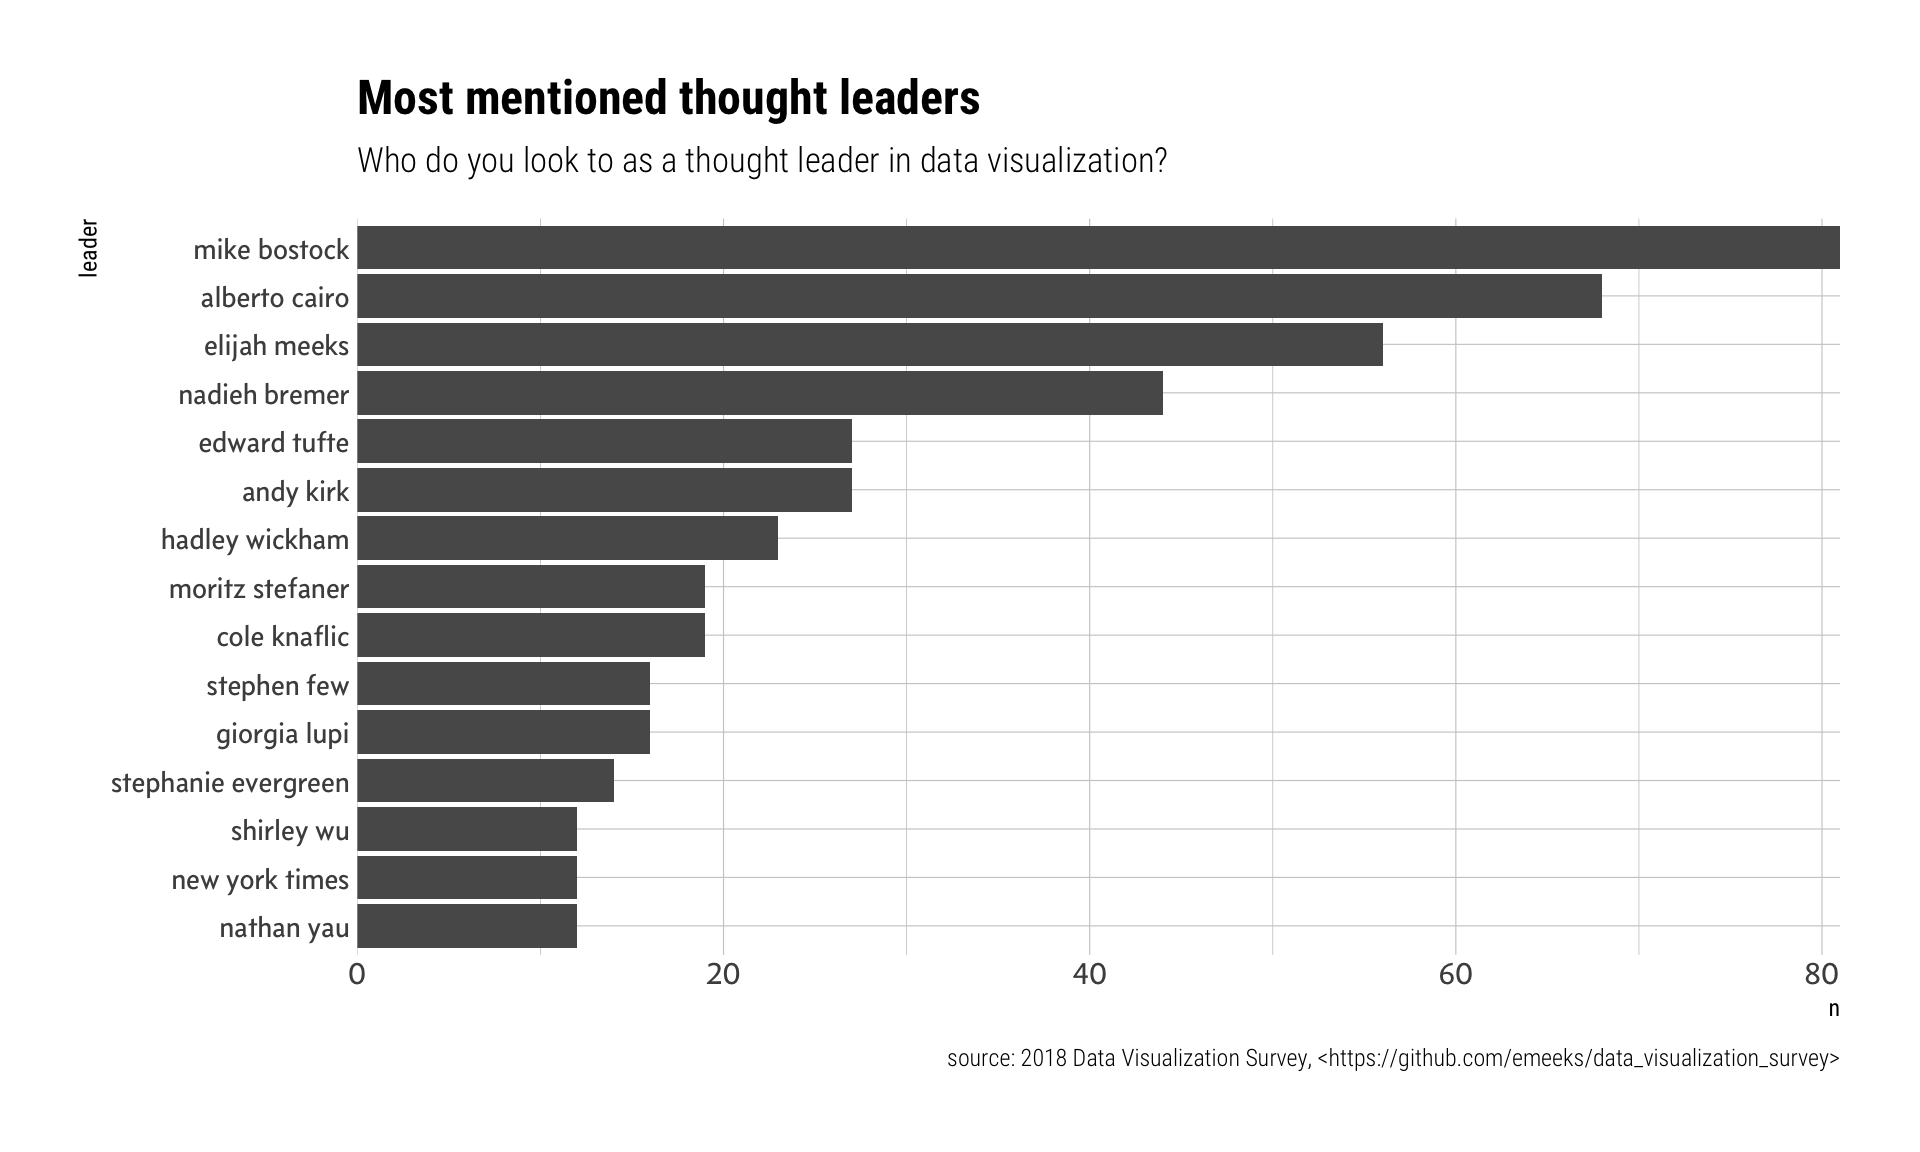 Most mentioned thought leaders
Who do you look to as a thought leader in data visualization?
leader
mike bostock
alberto cairo
elijah meeks
nadieh bremer
edward tufte
andy kirk
hadley wickham
moritz stefaner
cole knaflic
stephen few
giorgia lupi
stephanie evergreen
shirley wu
new york times
nathan yau
0 20 40 60 80
n
source: 2018 Data Visualization Survey, <https://github.com/emeeks/data_visualization_survey>